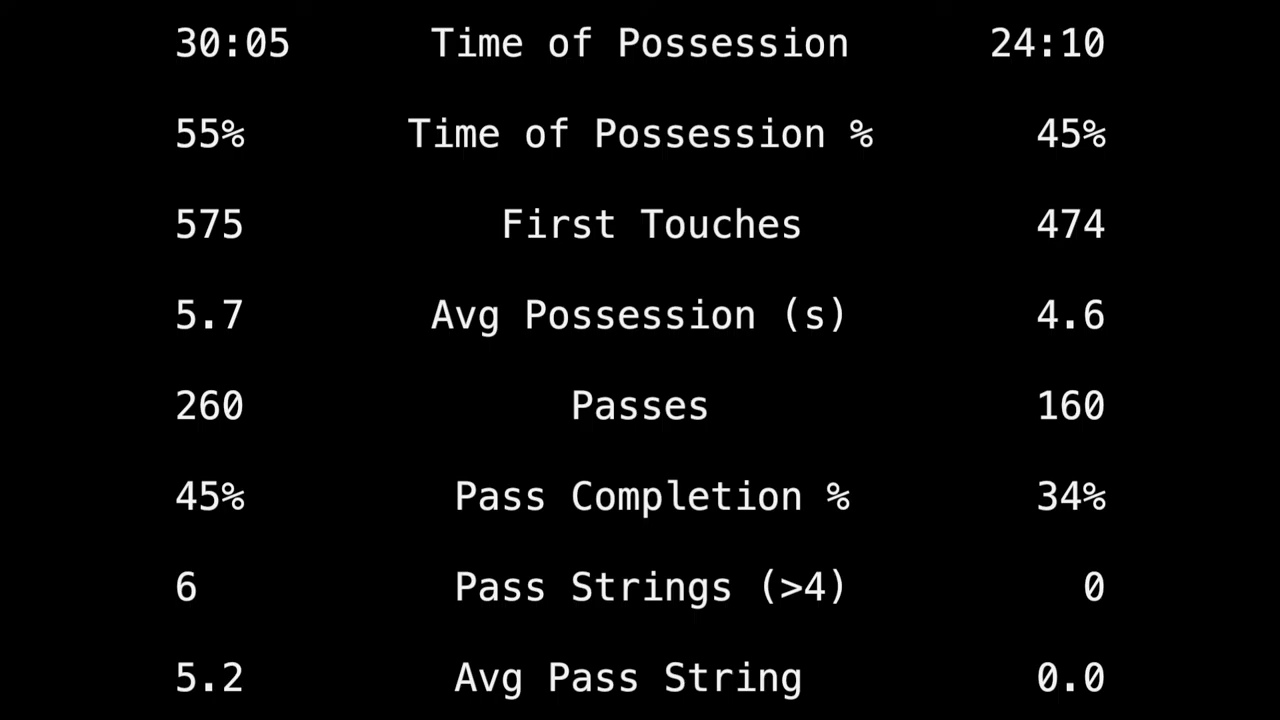 30:05 Time of Possession 24:10
55% Time of Possession % 45%
575 First Touches 474
5.7 Avg Possession (s) 4.6
260 Passes 160
45% Pass Completion % 34%
6 Pass Strings (>4) 0
5.2 Avg Pass String 0.0